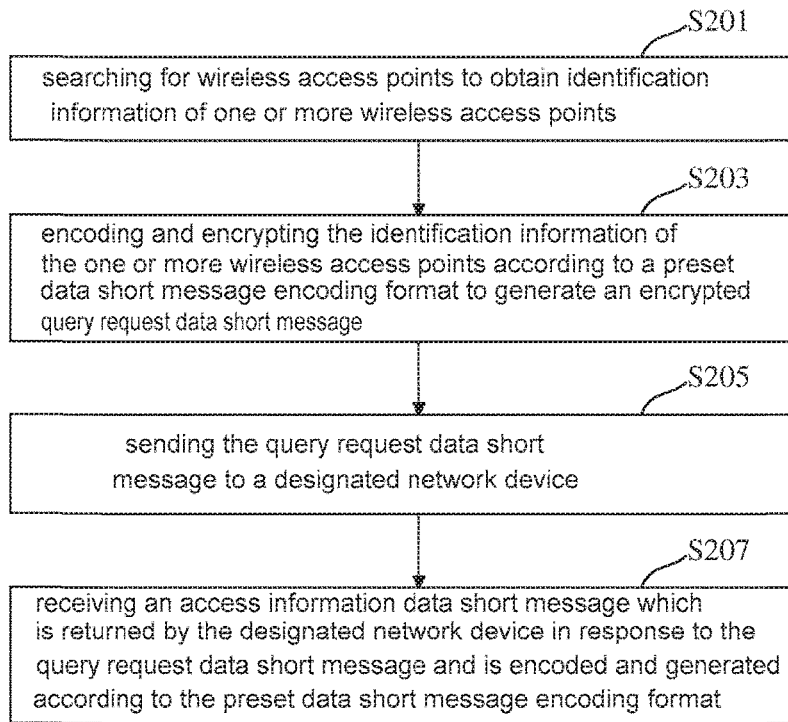 S201
searching for wireless access points to obtain identification
information of one or more wireless access points
S203
encoding and encrypting the identification information of
the one or more wireless access points according to a preset
data short message encoding format to generate an encrypted
query request data short message
S205
sending the query request data short
message to a designated network device
S207
receiving an access information data short message which
is returned by the designated network device in response to the
query request data short message and is encoded and generated
according to the preset data short message encoding format